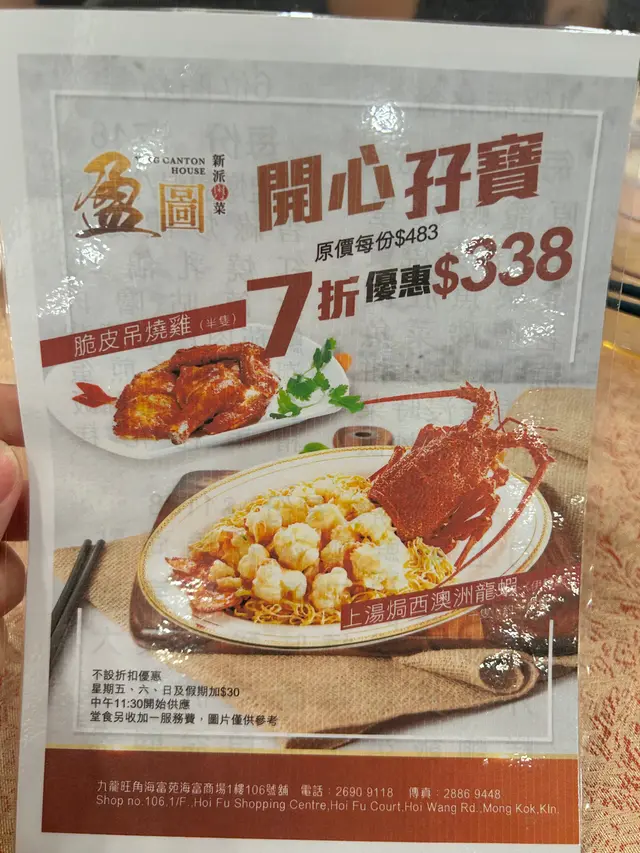 盈圖
YING CANTON
HOUSE
新派粵菜
開心孖寶
原價每份$483
7折優惠$338
脆皮吊燒雞（半隻）
上湯焗西澳洲龍蝦
不設折扣優惠
星期五、六、日及假期加$30
中午11:30開始供應
堂食另收加一服務費，圖片僅供參考
九龍旺角海富苑海富商場1樓106號舖 電話：2690 9118 傳真：2886 9448
Shop no.106,1/F.,Hoi Fu Shopping Centre,Hoi Fu Court,Hoi Wang Rd.,Mong Kok,Kln.